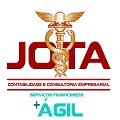 JOTA
CONTABILIDADE E CONSULTORIA EMPRESARIAL
SERVIÇOS FINANCEIROS
+ÁGIL